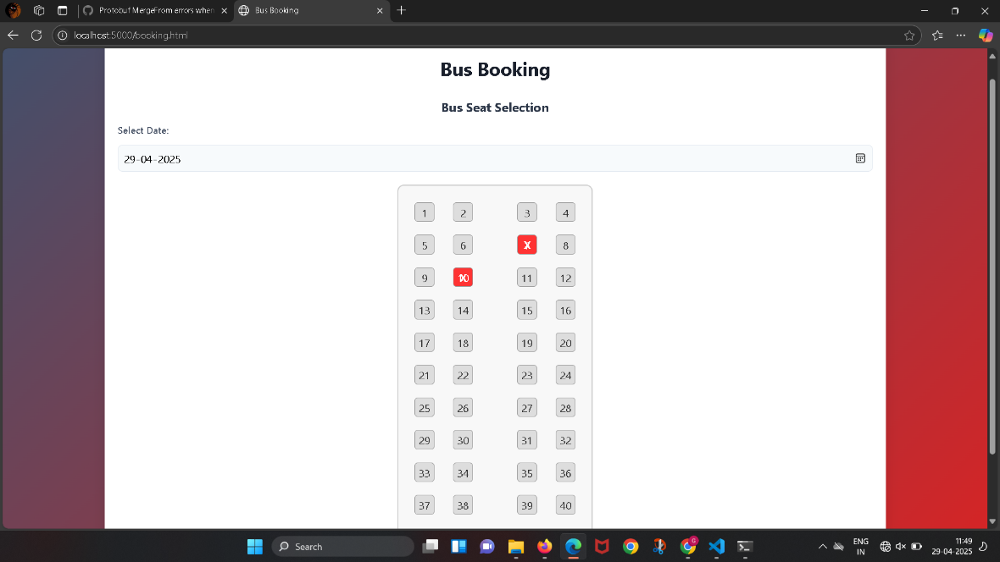 Protobuf MergeFrom errors when
Bus Booking
localhost:5000/booking.html
Bus Booking
Bus Seat Selection
Select Date:
29-04-2025
1 2 3 4
5 6 X 8
9 11 12
13 14 15 16
17 18 19 20
21 22 23 24
25 26 27 28
29 30 31 32
33 34 35 36
37 38 39 40
Search
ENG
IN
11:49
29-04-2025